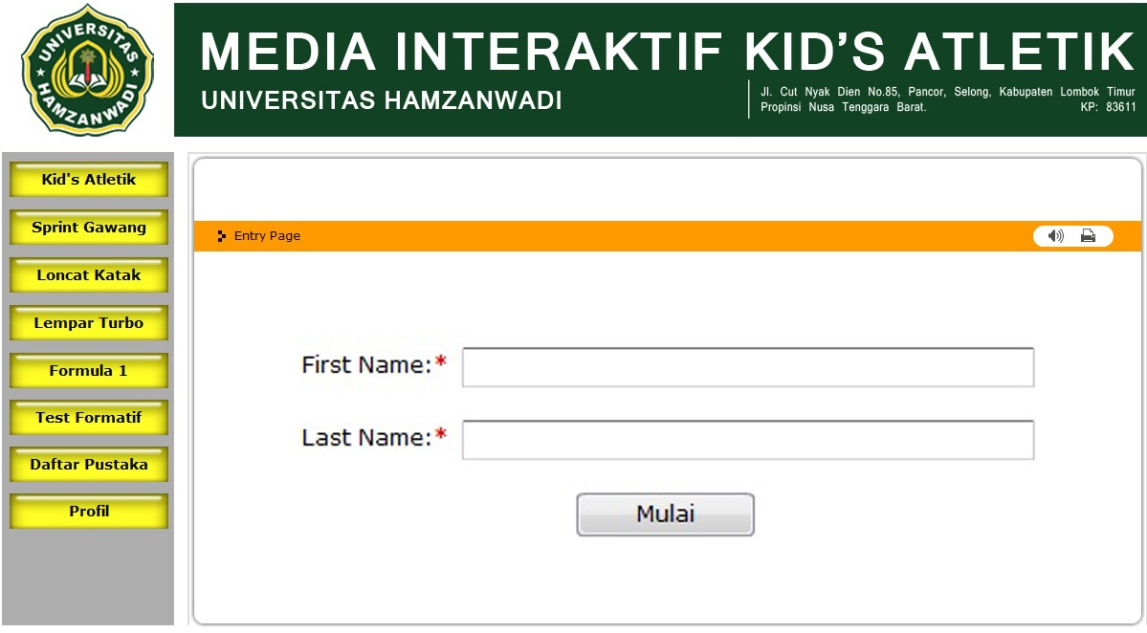 UNIVERSITAS
HAMZANWADI
MEDIA INTERAKTIF KID'S ATLETIK
UNIVERSITAS HAMZANWADI
Jl. Cut Nyak Dien No.85, Pancor, Selong, Kabupaten Lombok Timur
Propinsi Nusa Tenggara Barat. KP: 83611
Kid's Atletik
Sprint Gawang
Loncat Katak
Lempar Turbo
Formula 1
Test Formatif
Daftar Pustaka
Profil
Entry Page
First Name:*
Last Name:*
Mulai